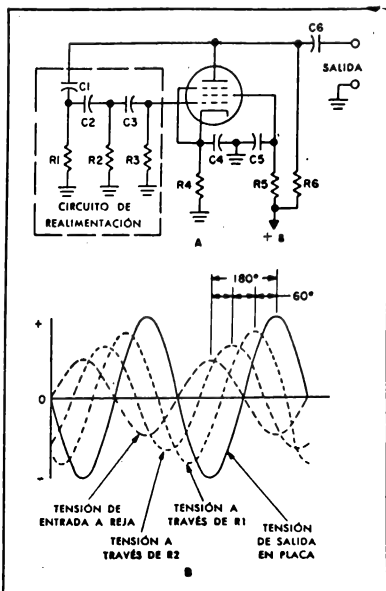 C6
SALIDA
C1
C2
C3
R1
R2
R3
C4
C5
R4
R5
R6
CIRCUITO DE
REALIMENTACIÓN
+ B
A
180°
60°
+
0
-
TENSIÓN DE
ENTRADA A REJA
TENSIÓN A
TRAVÉS DE R2
TENSIÓN A
TRAVÉS DE R1
TENSIÓN
DE SALIDA
EN PLACA
B